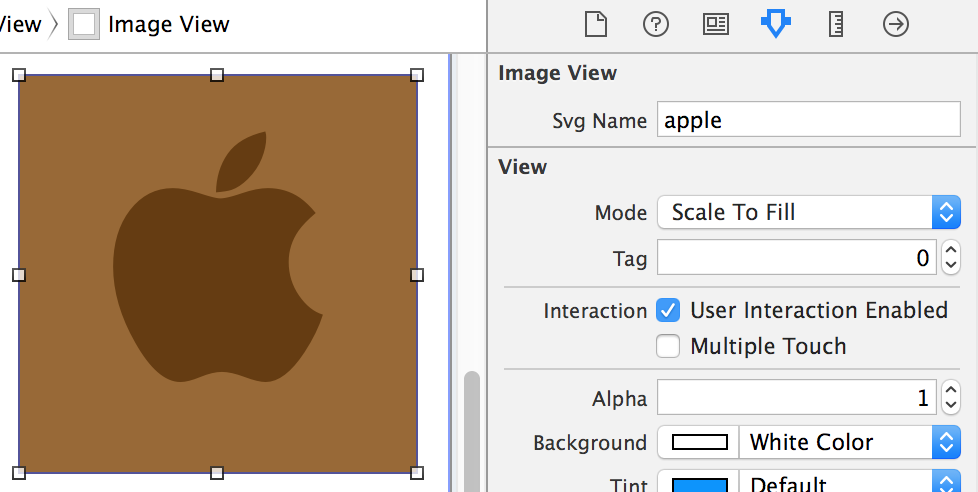 View Image View
Image View
Svg Name apple
View
Mode Scale To Fill
Tag 0
Interaction User Interaction Enabled
Multiple Touch
Alpha 1
Background White Color
Tint Default